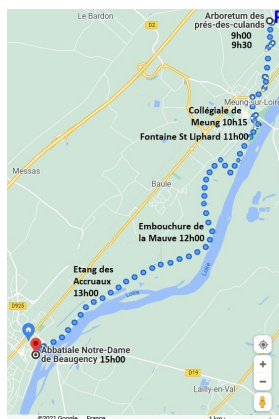 Le Bardon
D2
Arboretum des
prés-des-culands
P
9h00
9h30
Meung-sur-Loire
Collégiale de
Meung 10h15
Fontaine St Liphard 11h00
Messas
Baule
Embouchure de
la Mauve 12h00
Loire
Etang des
Accruaux
13h00
Loire
D925
Abbatiale Notre-Dame
de Beaugency 15h00
D19
Lailly-en-Val
+
−
©2021 Google France 1 km